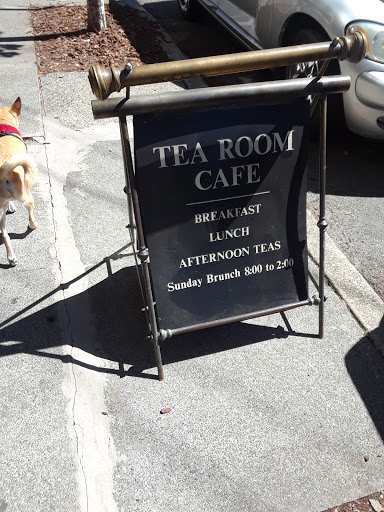 TEA ROOM
CAFE
BREAKFAST
LUNCH
AFTERNOON TEAS
Sunday Brunch 8:00 to 2:00